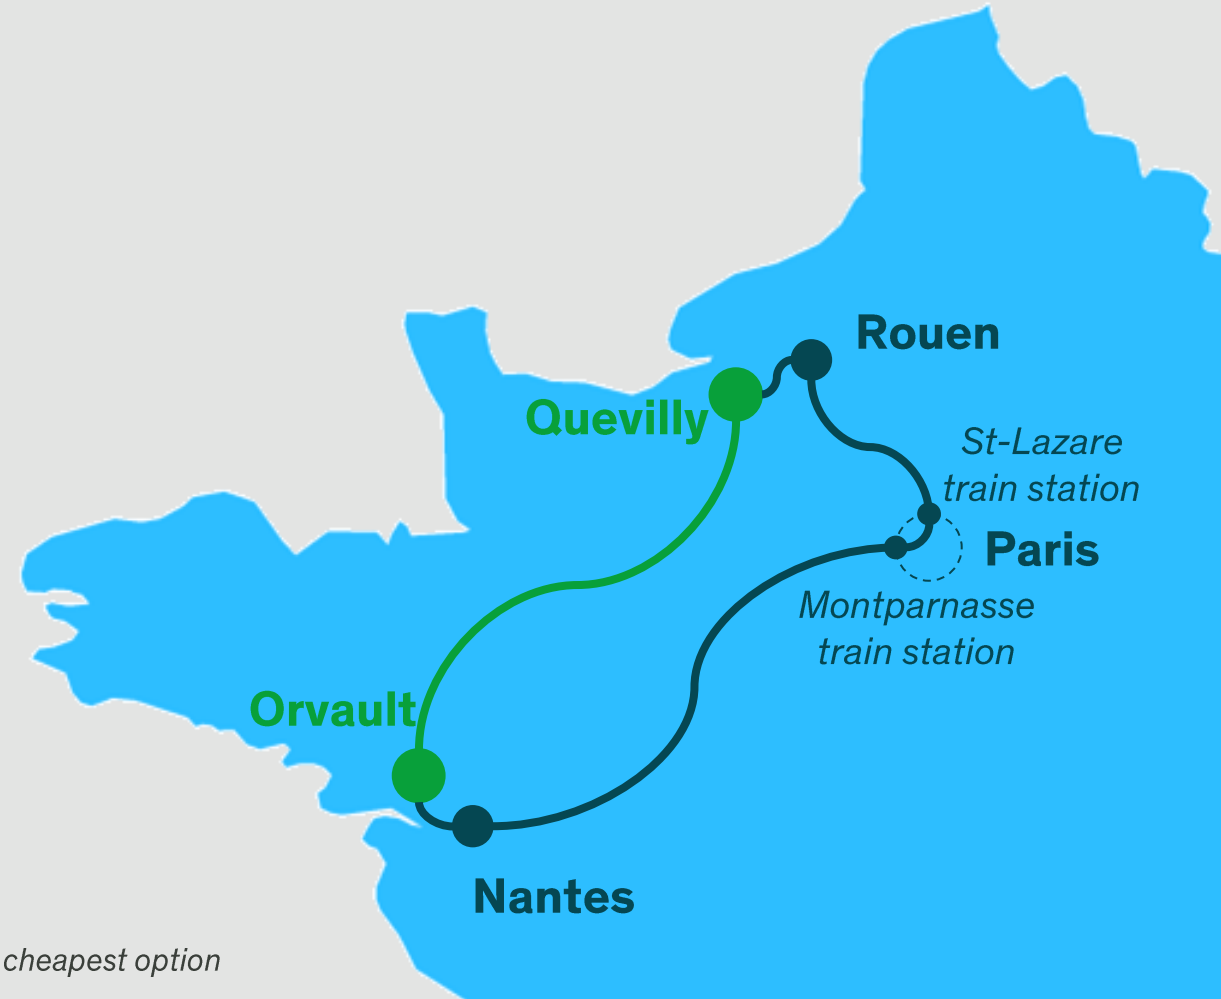 Rouen
Quevilly
St-Lazare
train station
Paris
Montparnasse
train station
Orvault
Nantes
cheapest option